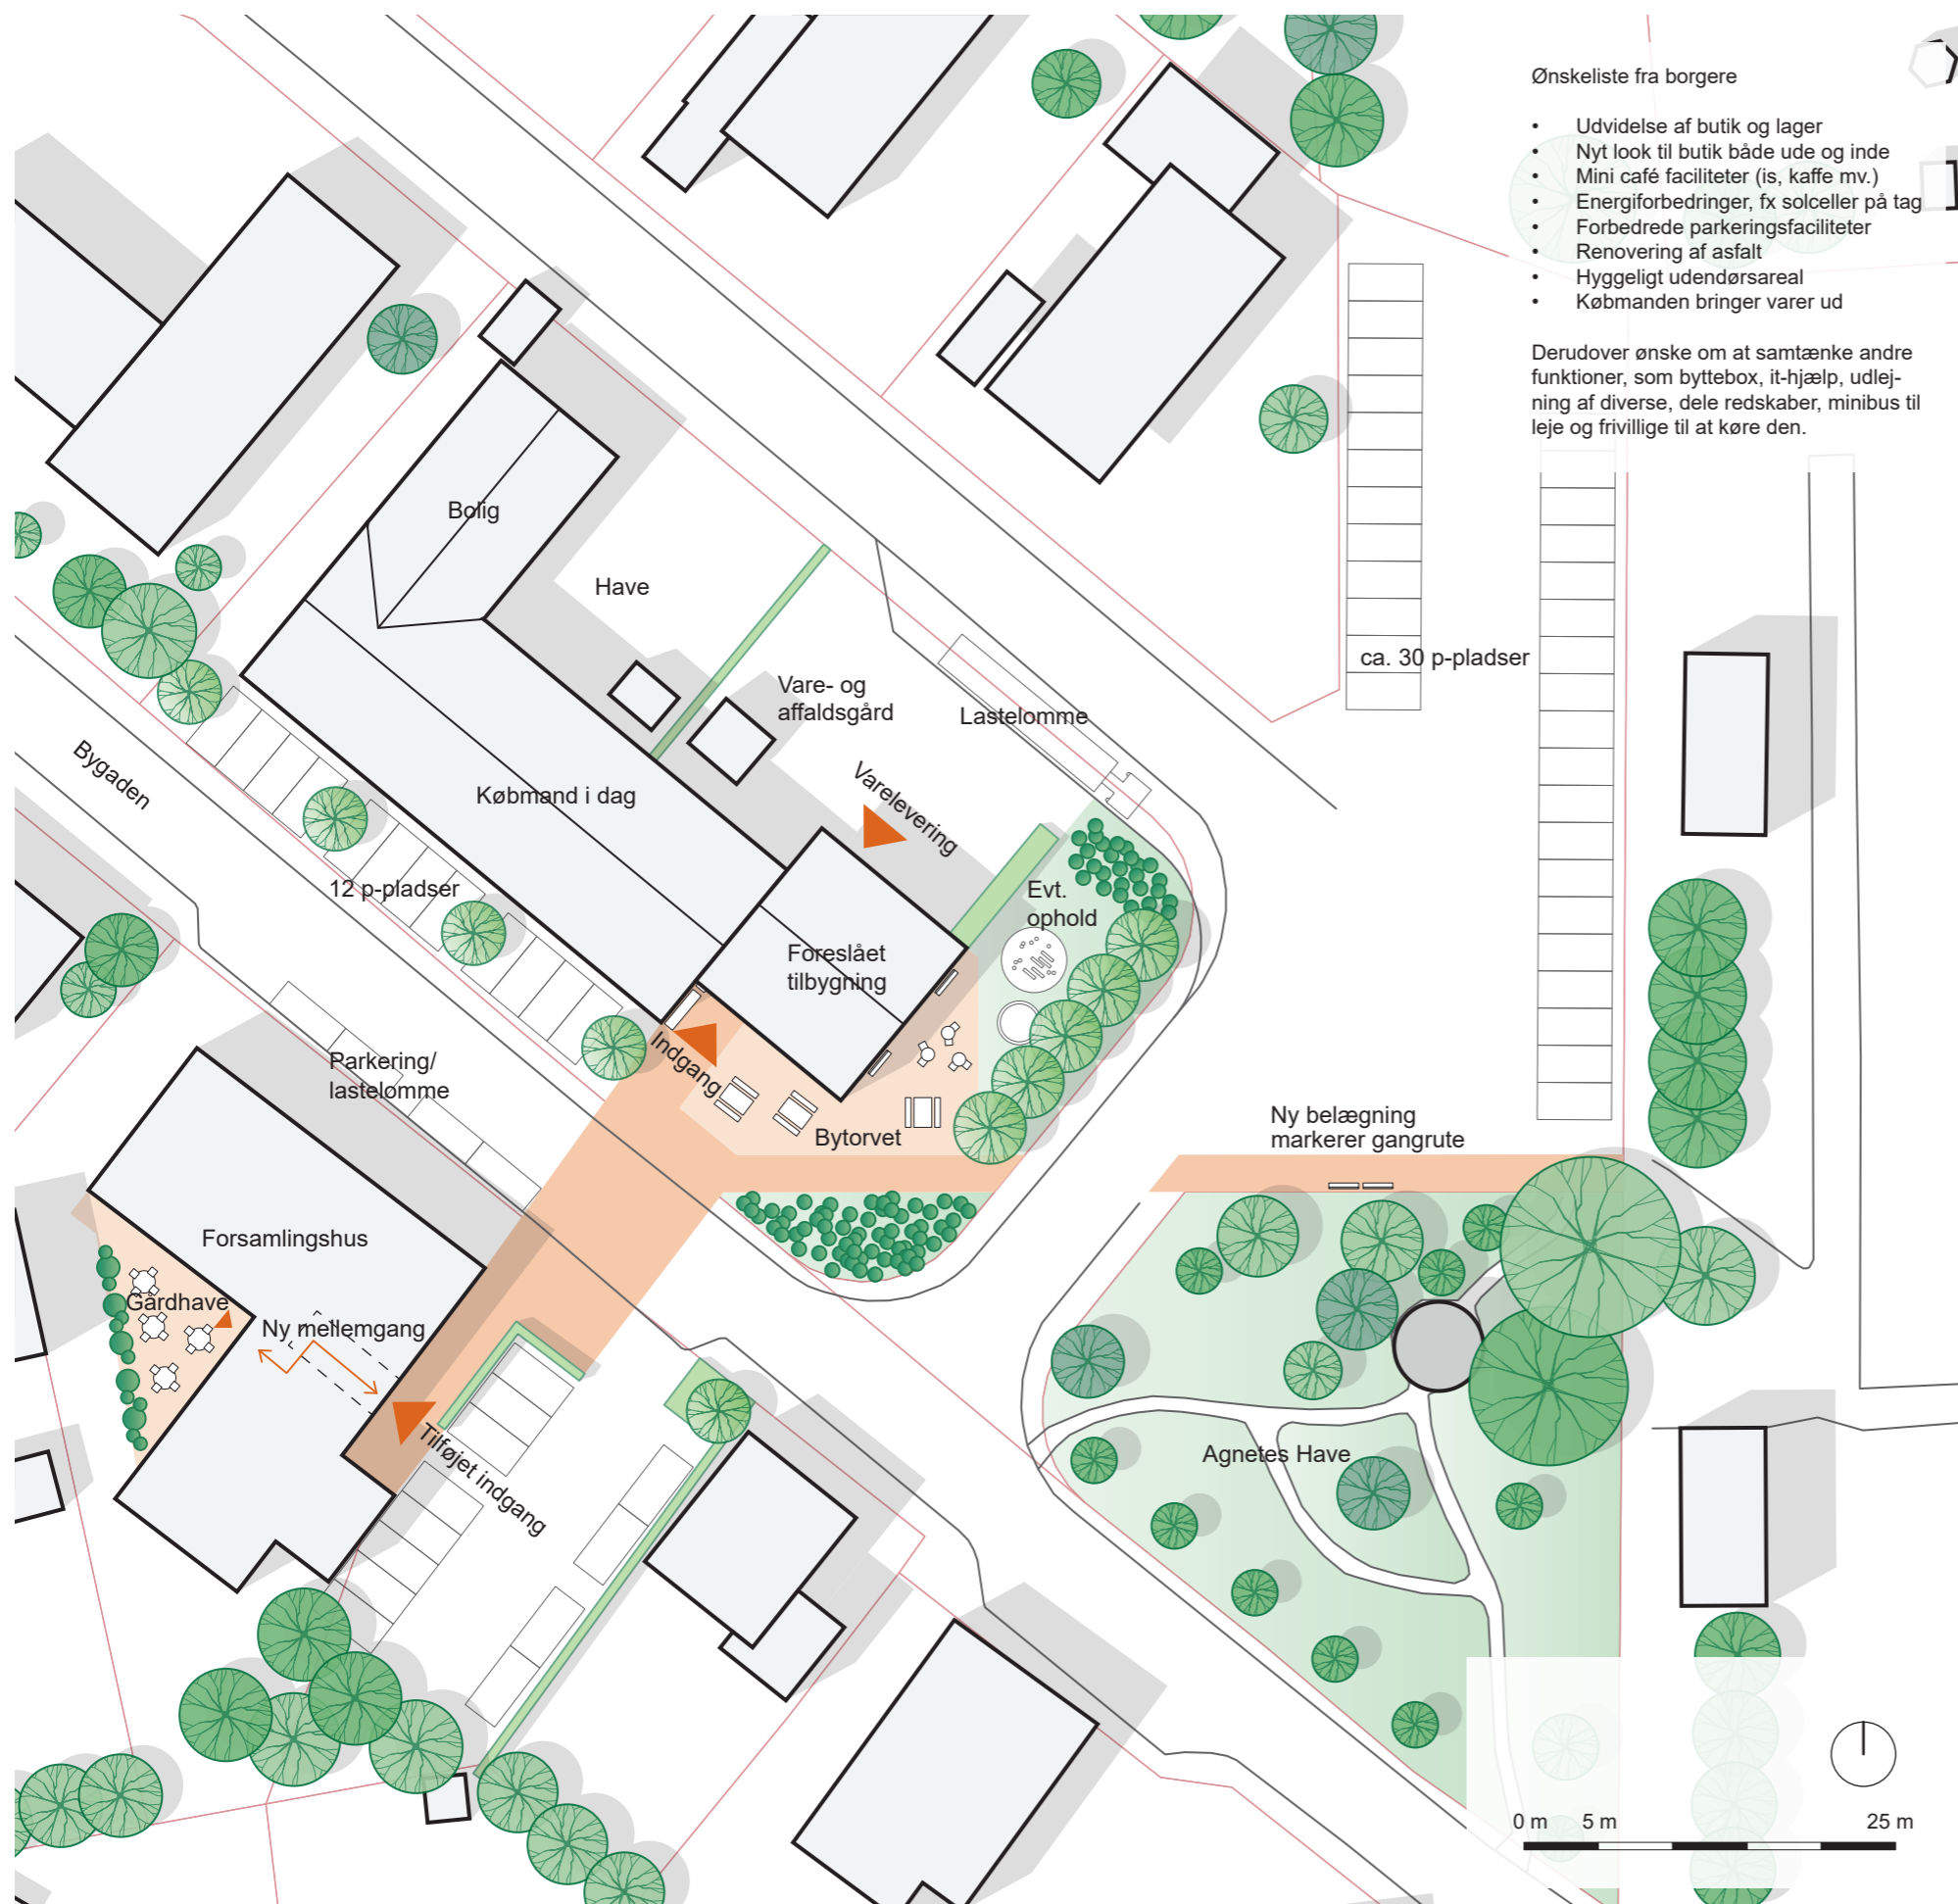 Ønskeliste fra borgere
• Udvidelse af butik og lager
• Nyt look til butik både ude og inde
• Mini café faciliteter (is, kaffe mv.)
• Energiforbedringer, fx solceller på tag
• Forbedrede parkeringsfaciliteter
• Renovering af asfalt
• Hyggeligt udendørsareal
• Købmanden bringer varer ud
Derudover ønske om at samtænke andre
funktioner, som byttebox, it-hjælp, udlej-
ning af diverse, dele redskaber, minibus til
leje og frivillige til at køre den.
Bolig
Have
ca. 30 p-pladser
Vare- og
affaldsgård
Lastelomme
Bygaden
Købmand i dag
Varelevering
12 p-pladser
Evt.
ophold
Foreslået
tilbygning
Indgang
Parkering/
lastelomme
Bytorvet
Ny belægning
markerer gangrute
Forsamlingshus
Gårdhave
Ny mellemgang
Tilføjet indgang
Agnetes Have
0 m 5 m 25 m